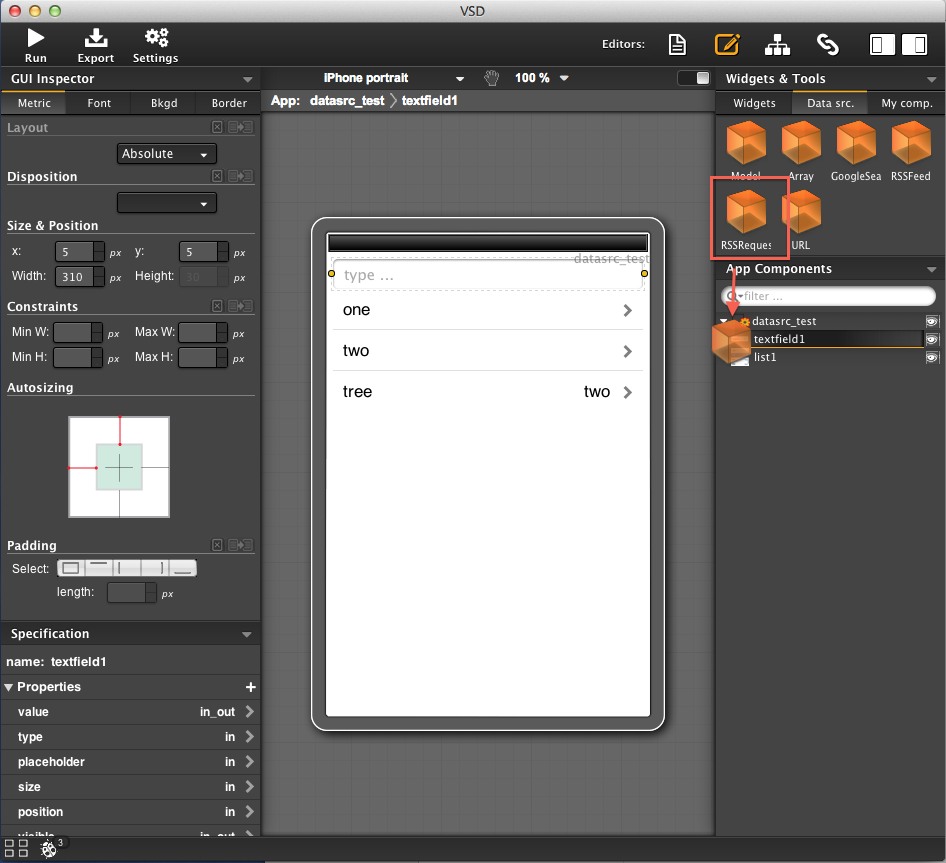 VSD
Run Export Settings Editors:
GUI Inspector
Metric Font Bkgd Border
Layout
Absolute
Disposition
Size & Position
x: 5 px y: 5 px
Width: 310 px Height: 30 px
Constraints
Min W: px Max W: px
Min H: px Max H: px
Autosizing
Padding
Select:
length: px
Specification
name: textfield1
Properties
value in_out
type in
placeholder in
size in
position in
visible in_out
3
iPhone portrait 100 %
App: datasrc_test textfield1
datasrc_test
type ...
one
two
tree two
Widgets & Tools
Widgets Data src. My comp.
Model Array GoogleSea RSSFeed
RSSReques URL
App Components
filter ...
datasrc_test
textfield1
list1